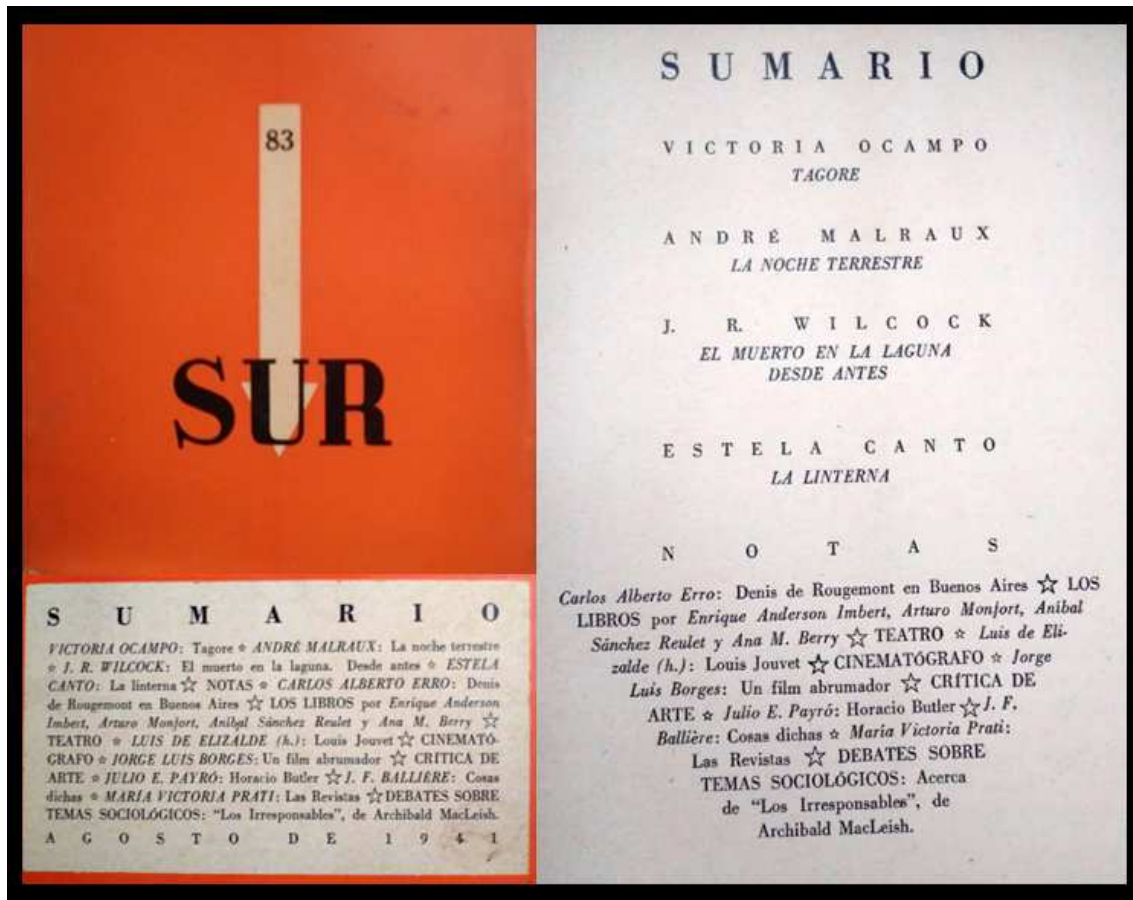 83
SUR
S U M A R I O
VICTORIA OCAMPO: Tagore ☆ ANDRÉ MALRAUX: La noche terrestre
☆ J. R. WILCOCK: El muerto en la laguna. Desde antes ☆ ESTELA
CANTO: La linterna ☆ NOTAS ☆ CARLOS ALBERTO ERRO: Denis
de Rougemont en Buenos Aires ☆ LOS LIBROS por Enrique Anderson
Imbert, Arturo Monfort, Aníbal Sánchez Reulet y Ana M. Berry ☆
TEATRO ☆ LUIS DE ELIZALDE (h.): Louis Jouvet ☆ CINEMATÓ-
GRAFO ☆ JORGE LUIS BORGES: Un film abrumador ☆ CRÍTICA DE
ARTE ☆ JULIO E. PAYRÓ: Horacio Butler ☆ J. F. BALLIÈRE: Cosas
dichas ☆ MARÍA VICTORIA PRATI: Las Revistas ☆ DEBATES SOBRE
TEMAS SOCIOLÓGICOS: "Los Irresponsables", de Archibald MacLeish.
A G O S T O D E 1 9 4 1
S U M A R I O
V I C T O R I A O C A M P O
TAGORE
A N D R É M A L R A U X
LA NOCHE TERRESTRE
J. R. W I L C O C K
EL MUERTO EN LA LAGUNA
DESDE ANTES
E S T E L A C A N T O
LA LINTERNA
N O T A S
Carlos Alberto Erro: Denis de Rougemont en Buenos Aires ☆ LOS
LIBROS por Enrique Anderson Imbert, Arturo Monfort, Aníbal
Sánchez Reulet y Ana M. Berry ☆ TEATRO ☆ Luis de Eli-
zalde (h.): Louis Jouvet ☆ CINEMATÓGRAFO ☆ Jorge
Luis Borges: Un film abrumador ☆ CRÍTICA DE
ARTE ☆ Julio E. Payró: Horacio Butler ☆ J. F.
Ballière: Cosas dichas ☆ María Victoria Prati:
Las Revistas ☆ DEBATES SOBRE
TEMAS SOCIOLÓGICOS: Acerca
de "Los Irresponsables", de
Archibald MacLeish.